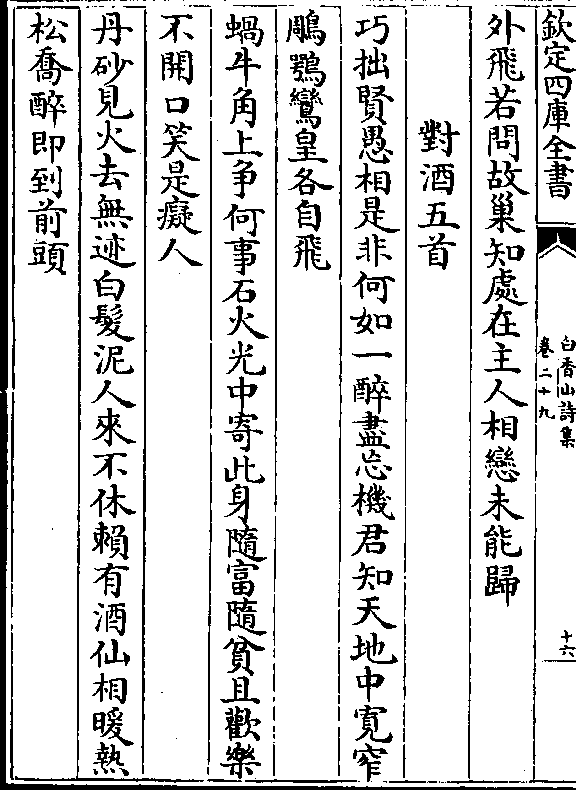 欽定四庫全書
白香山詩集
卷二十九
十六
外飛若問故巢知處在主人相戀未能歸
對酒五首
巧拙賢愚相是非何如一醉盡忘機君知天地中寛窄
鵰鶚鸞皇各自飛
蝸牛角上争何事石火光中寄此身隨富隨貧且歡樂
不開口笑是癡人
丹砂見火去無迹白髮泥人來不休賴有酒仙相暖熱
松喬醉即到前頭